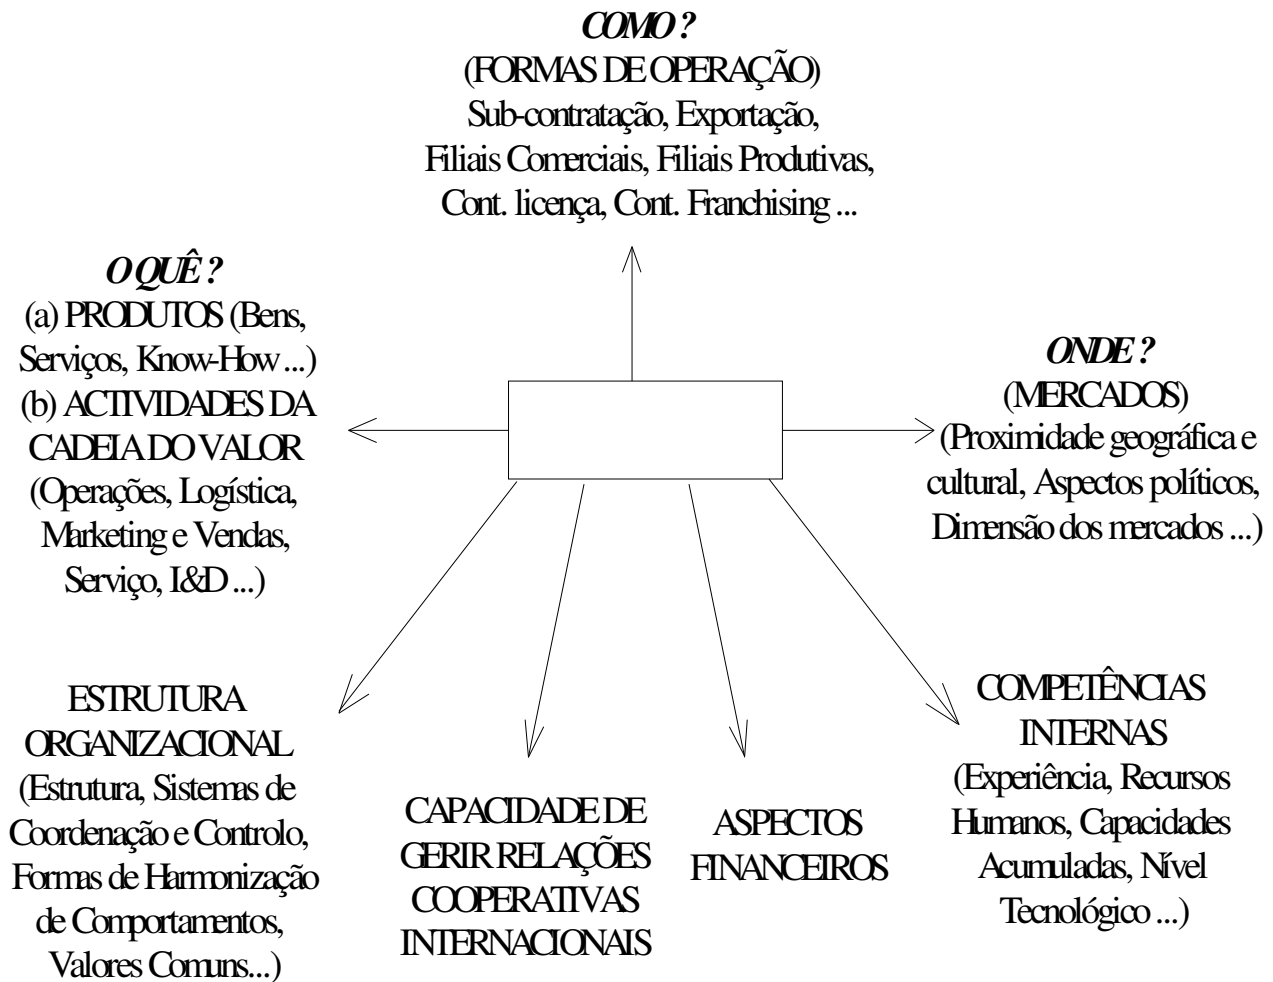 COMO?
(FORMAS DE OPERAÇÃO)
Sub-contratação, Exportação,
Filiais Comerciais, Filiais Produtivas,
Cont. licença, Cont. Franchising ...
O QUÊ?
(a) PRODUTOS (Bens,
Serviços, Know-How ...)
(b) ACTIVIDADES DA
CADEIA DO VALOR
(Operações, Logística,
Marketing e Vendas,
Serviço, I&D ...)
ONDE?
(MERCADOS)
(Proximidade geográfica e
cultural, Aspectos políticos,
Dimensão dos mercados ...)
ESTRUTURA
ORGANIZACIONAL
(Estrutura, Sistemas de
Coordenação e Controlo,
Formas de Harmonização
de Comportamentos,
Valores Comuns...)
CAPACIDADE DE
GERIR RELAÇÕES
COOPERATIVAS
INTERNACIONAIS
ASPECTOS
FINANCEIROS
COMPETÊNCIAS
INTERNAS
(Experiência, Recursos
Humanos, Capacidades
Acumuladas, Nível
Tecnológico ...)